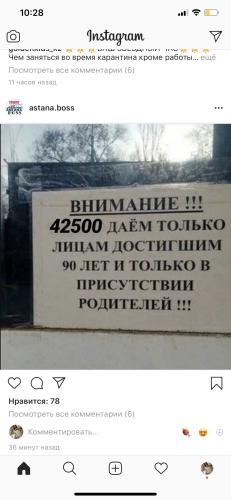 10:28
Instagram
Чем заняться во время карантина кроме работы... ещё
Посмотреть все комментарии (6)
11 часов назад
astana.boss
ВНИМАНИЕ !!!
42500 ДАЁМ ТОЛЬКО
ЛИЦАМ ДОСТИГШИМ
90 ЛЕТ И ТОЛЬКО В
ПРИСУТСТВИИ
РОДИТЕЛЕЙ !!!
Нравится: 78
Посмотреть все комментарии (6)
Комментировать...
36 минут назад